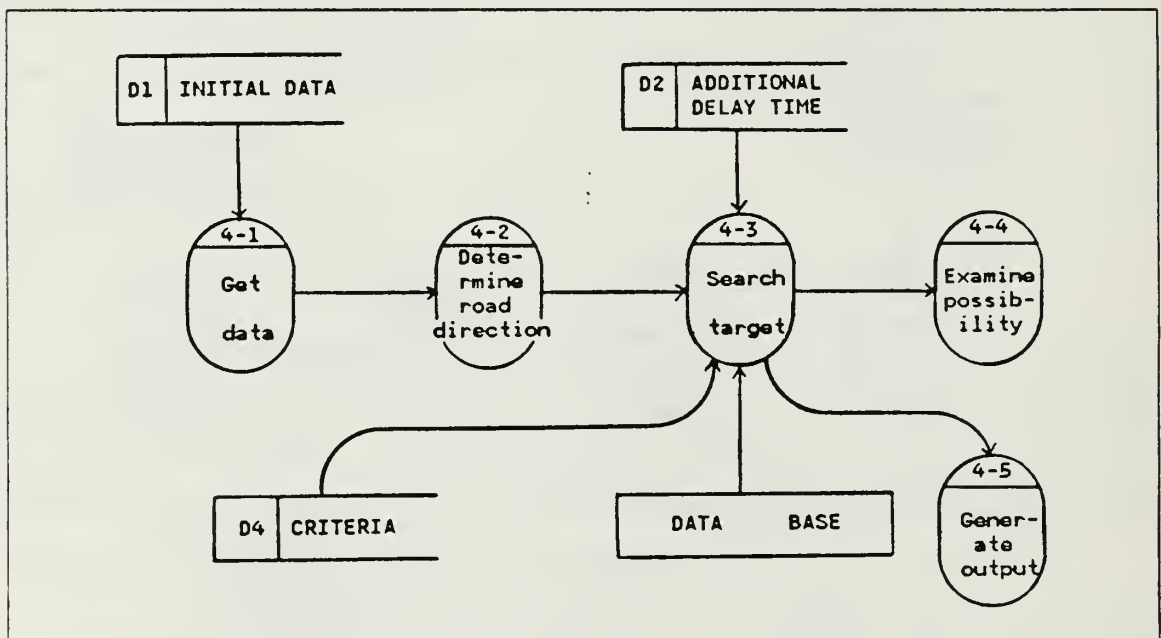 D1 INITIAL DATA
D2 ADDITIONAL
DELAY TIME
4-1
Get
data
4-2
Dete-
rmine
road
direction
4-3
Search
target
4-4
Examine
possib-
ility
D4 CRITERIA
DATA BASE
4-5
Gener-
ate
output